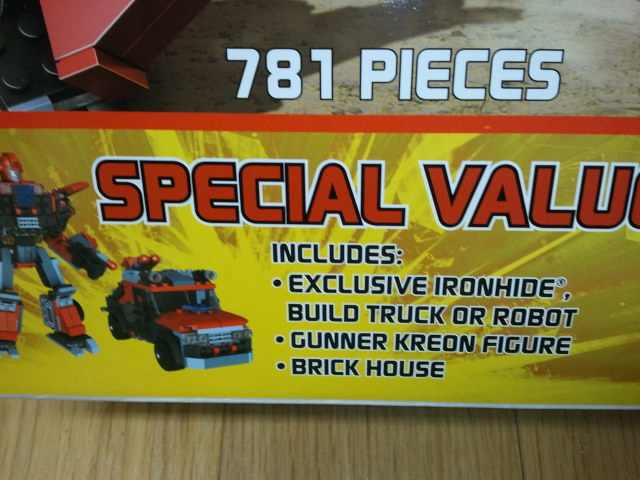 781 PIECES
SPECIAL VALU
INCLUDES:
• EXCLUSIVE IRONHIDE®,
BUILD TRUCK OR ROBOT
• GUNNER KREON FIGURE
• BRICK HOUSE